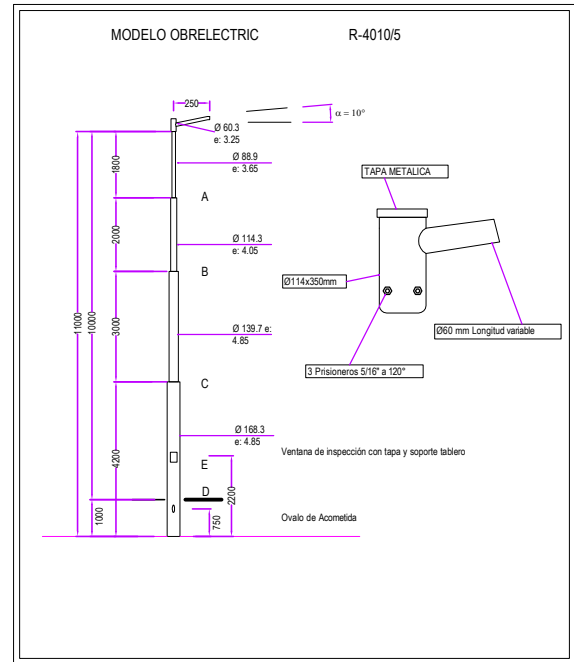 MODELO OBRELECTRIC R-4010/5
250
α = 10°
Ø 60.3
e: 3.25
Ø 88.9
e: 3.65
1800
TAPA METALICA
A
2000
Ø 114.3
e: 4.05
B
Ø114x350mm
11000
10000
3000
Ø 139.7 e:
4.85
Ø60 mm Longitud variable
3 Prisioneros 5/16" a 120°
C
Ø 168.3
e: 4.85
4200
Ventana de inspección con tapa y soporte tablero
E
D
2200
1000
750
Ovalo de Acometida